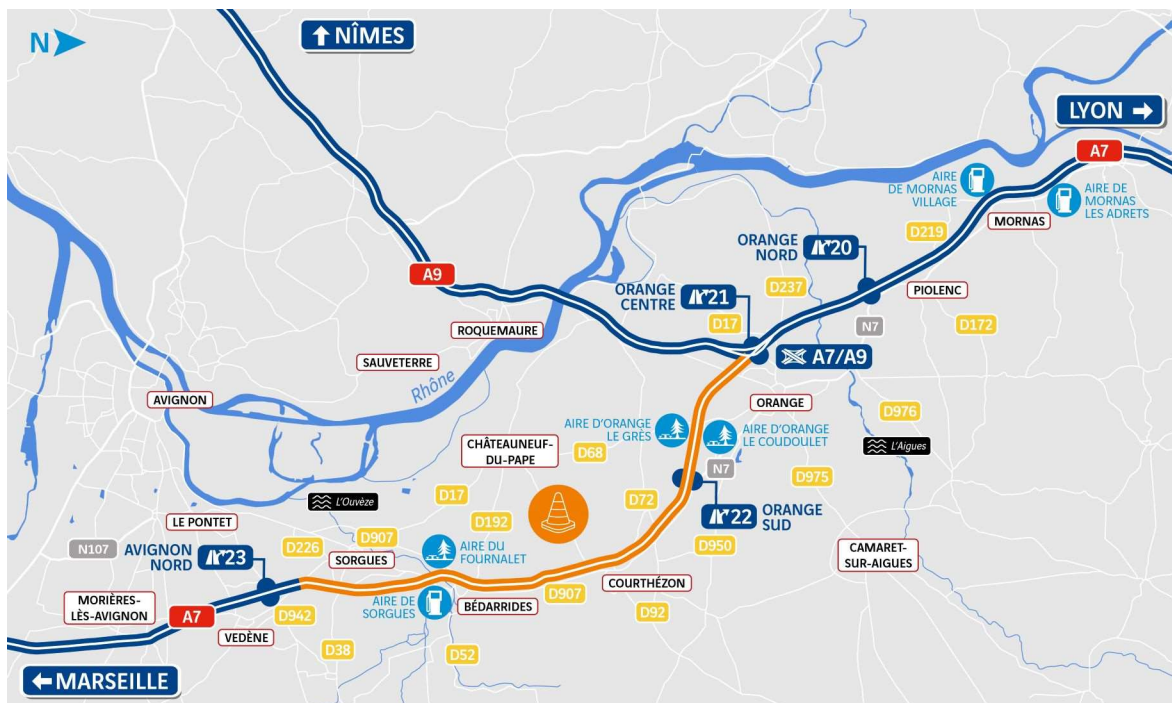 N
↑ NÎMES
LYON →
A7
AIRE
DE MORNAS
VILLAGE
AIRE DE
MORNAS
LES ADRETS
MORNAS
D219
ORANGE
NORD
20
A9
ORANGE
CENTRE
21
D237
PIOLENC
D17
N7
D172
ROQUEMAURE
A7/A9
SAUVETERRE
Rhône
AVIGNON
ORANGE
D976
AIRE D'ORANGE
LE GRÈS
AIRE D'ORANGE
LE COUDOULET
L'Aigues
CHÂTEAUNEUF-
DU-PAPE
D68
N7
D975
D17
D72
22
ORANGE
SUD
L'Ouvèze
LE PONTET
D192
D907
D226
N107
AVIGNON
NORD
23
SORGUES
AIRE DU
FOURNALET
D950
CAMARET-
SUR-AIGUES
COURTHÉZON
MORIÈRES-
LÈS-AVIGNON
A7
D942
AIRE DE
SORGUES
BÉDARRIDES
D907
D92
VEDÈNE
D38
D52
← MARSEILLE